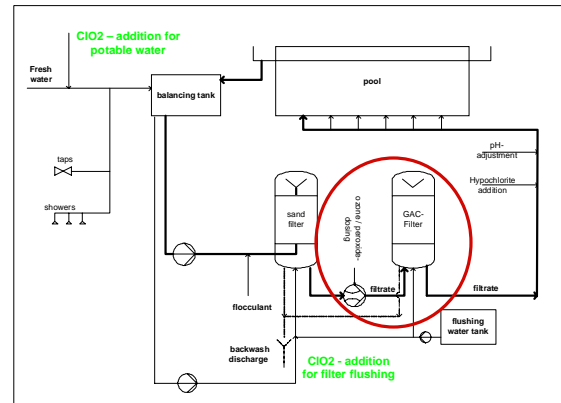 ClO2 – addition for
potable water
Fresh
water
balancing tank
pool
pH-
adjustment
Hypochlorite
addition
taps
showers
sand
filter
ozone / peroxide-
dosing
GAC-
Filter
filtrate
filtrate
flocculant
backwash
discharge
flushing
water tank
ClO2 - addition
for filter flushing